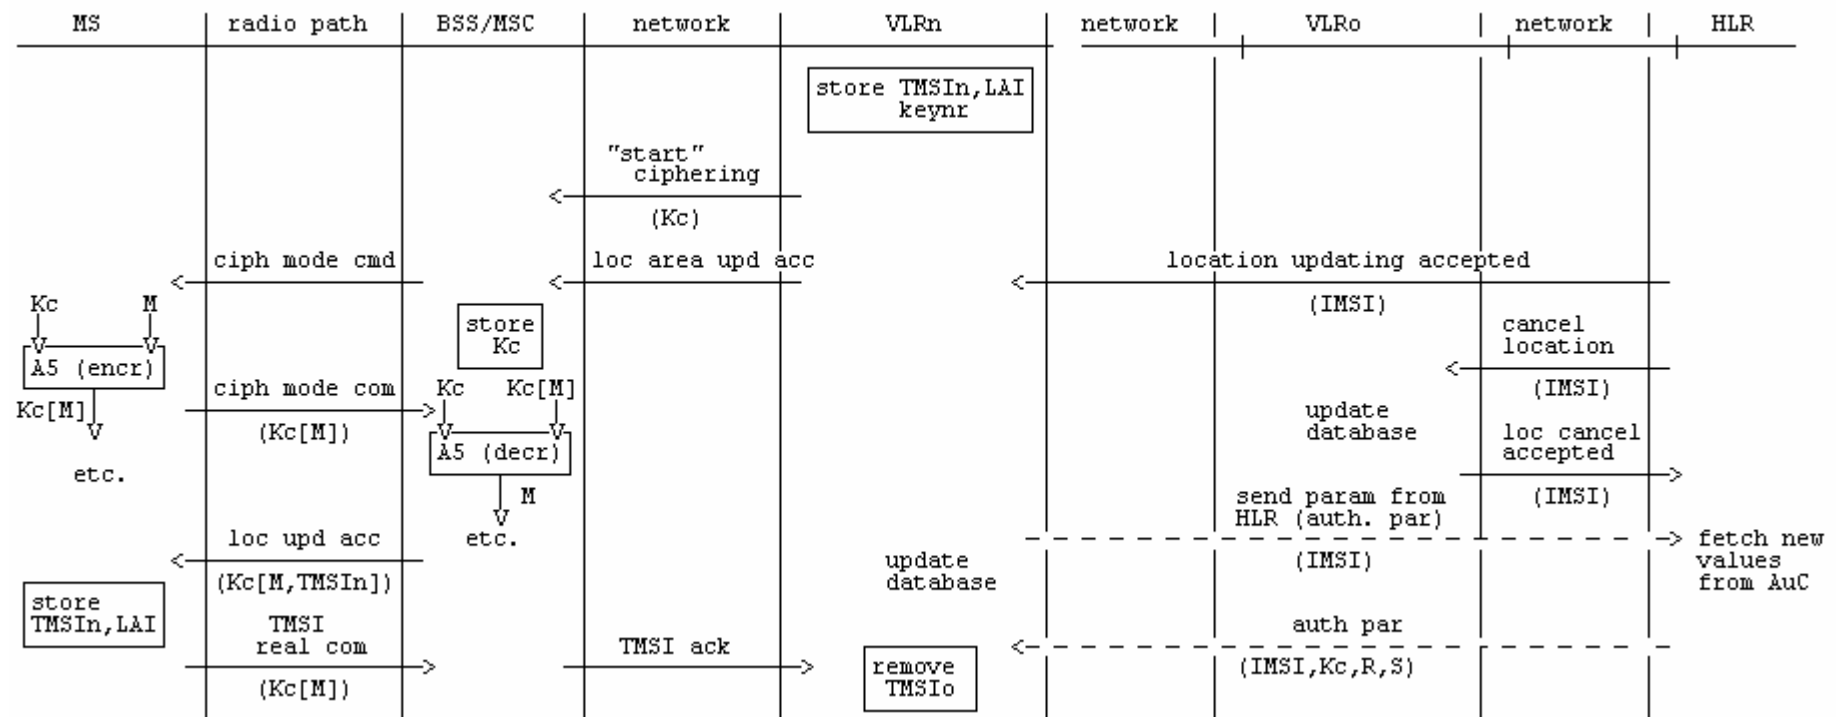 MS radio path BSS/MSC network VLRn network VLRo network HLR
store TMSIn,LAI
keynr
"start"
ciphering
(Kc)
ciph mode cmd loc area upd acc location updating accepted
Kc M (IMSI)
store
Kc
cancel
location
A5 (encr)
ciph mode com Kc Kc[M] (IMSI)
Kc[M] (Kc[M])
update
database
loc cancel
accepted
A5 (decr)
etc. M (IMSI)
send param from
HLR (auth. par)
loc upd acc etc. fetch new
values
from AuC
update
database
(IMSI)
(Kc[M,TMSIn])
store
TMSIn,LAI
TMSI
real com
TMSI ack auth par
(Kc[M])
remove
TMSIo
(IMSI,Kc,R,S)